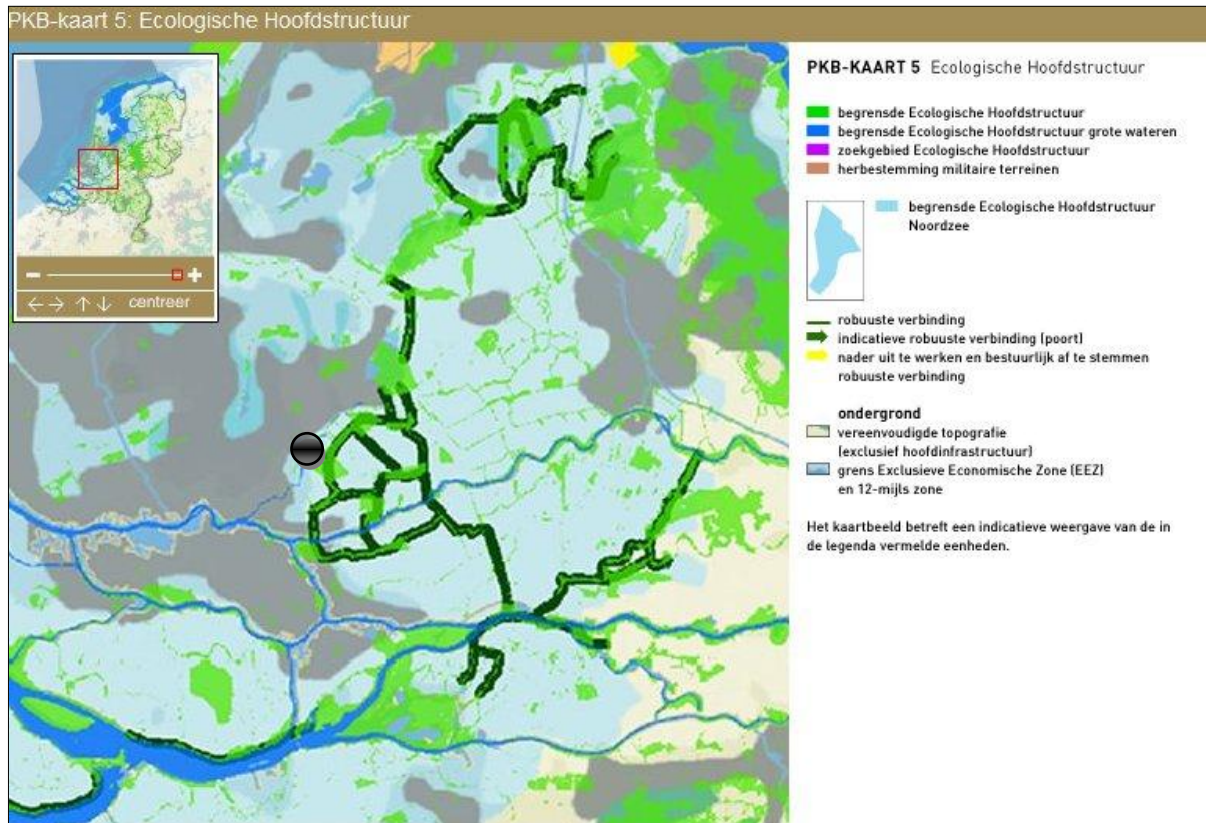 PKB-kaart 5: Ecologische Hoofdstructuur
centreer
PKB-KAART 5 Ecologische Hoofdstructuur
begrensde Ecologische Hoofdstructuur
begrensde Ecologische Hoofdstructuur grote wateren
zoekgebied Ecologische Hoofdstructuur
herbestemming militaire terreinen
begrensde Ecologische Hoofdstructuur
Noordzee
robuuste verbinding
indicatieve robuuste verbinding (poort)
nader uit te werken en bestuurlijk af te stemmen
robuuste verbinding
ondergrond
vereenvoudigde topografie
(exclusief hoofdinfrastructuur)
grens Exclusieve Economische Zone (EEZ)
en 12-mijls zone
Het kaartbeeld betreft een indicatieve weergave van de in
de legenda vermelde eenheden.